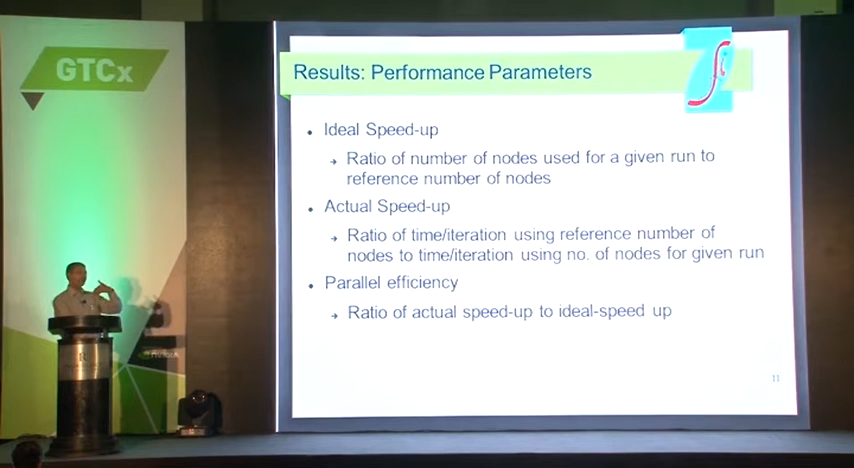 GTCx
Results: Performance Parameters
• Ideal Speed-up
→ Ratio of number of nodes used for a given run to
reference number of nodes
• Actual Speed-up
→ Ratio of time/iteration using reference number of
nodes to time/iteration using no. of nodes for given run
• Parallel efficiency
→ Ratio of actual speed-up to ideal-speed up
11